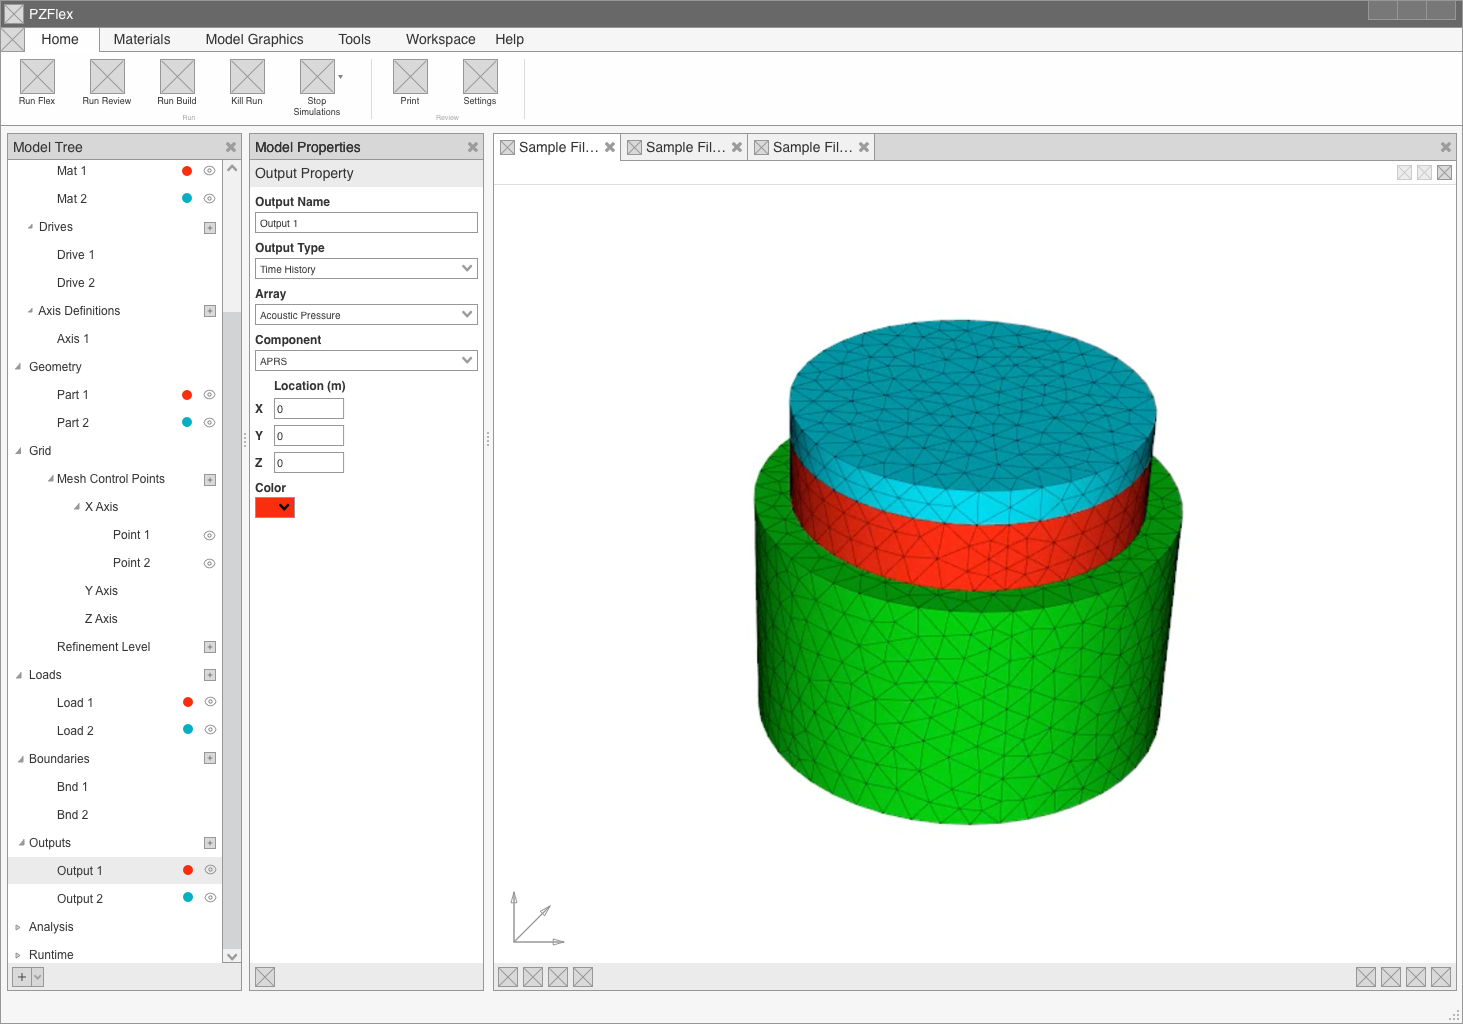 PZFlex
Home Materials Model Graphics Tools Workspace Help
Run Flex Run Review Run Build Kill Run Stop Simulations Print Settings
Run Review
Model Tree
Mat 1
Mat 2
Drives
Drive 1
Drive 2
Axis Definitions
Axis 1
Geometry
Part 1
Part 2
Grid
Mesh Control Points
X Axis
Point 1
Point 2
Y Axis
Z Axis
Refinement Level
Loads
Load 1
Load 2
Boundaries
Bnd 1
Bnd 2
Outputs
Output 1
Output 2
Analysis
Runtime
Model Properties
Output Property
Output Name
Output 1
Output Type
Time History
Array
Acoustic Pressure
Component
APRS
Location (m)
X 0
Y 0
Z 0
Color
Sample Fil... Sample Fil... Sample Fil...